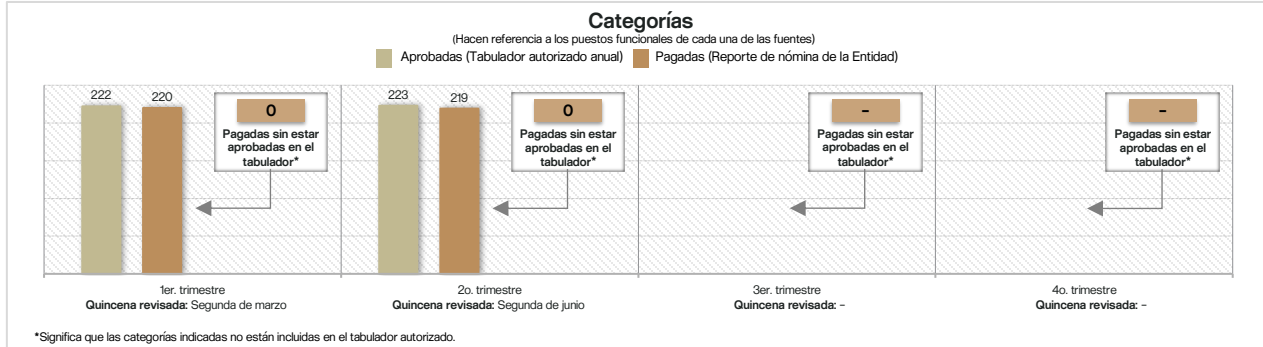 Categorías
(Hacen referencia a los puestos funcionales de cada una de las fuentes)
Aprobadas (Tabulador autorizado anual) Pagadas (Reporte de nómina de la Entidad)
222
220
0
Pagadas sin estar
aprobadas en el
tabulador*
223
219
0
Pagadas sin estar
aprobadas en el
tabulador*
-
Pagadas sin estar
aprobadas en el
tabulador*
-
Pagadas sin estar
aprobadas en el
tabulador*
1er. trimestre
Quincena revisada: Segunda de marzo
2o. trimestre
Quincena revisada: Segunda de junio
3er. trimestre
Quincena revisada: -
4o. trimestre
Quincena revisada: -
*Significa que las categorías indicadas no están incluidas en el tabulador autorizado.